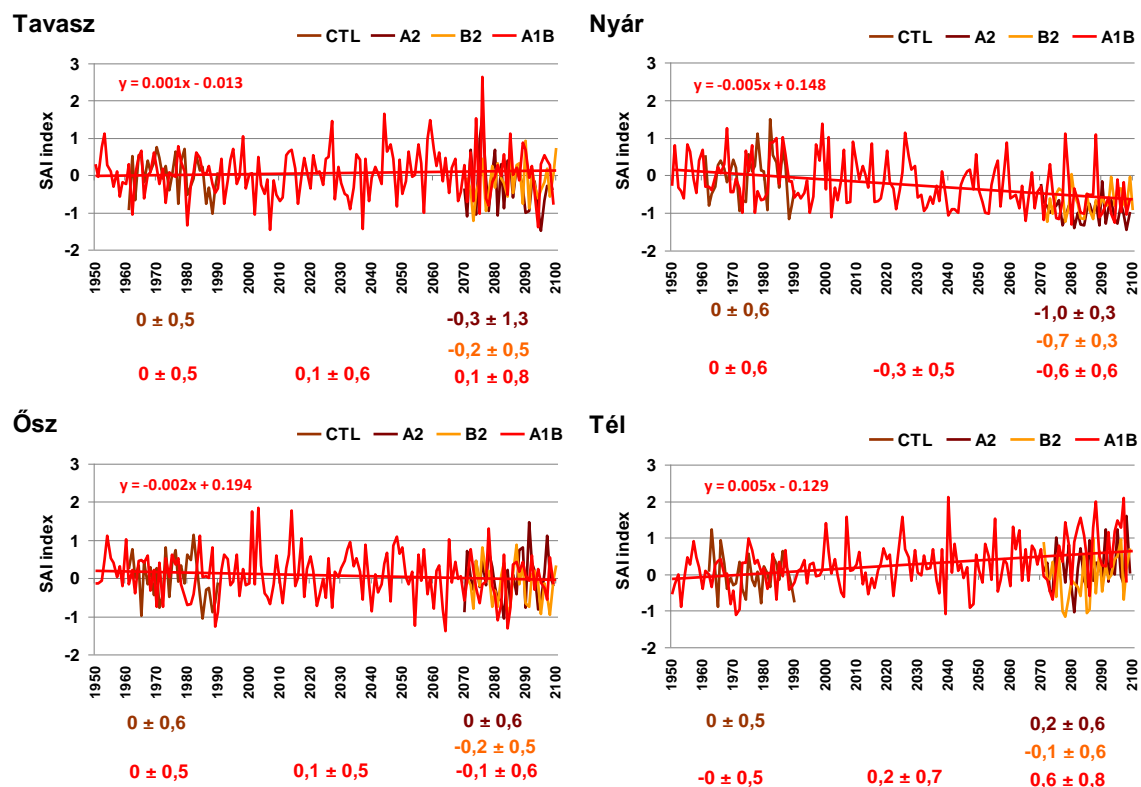 Tavasz
CTL A2 B2 A1B
y = 0.001x - 0.013
SAI index
3
2
1
0
-1
-2
1950 1960 1970 1980 1990 2000 2010 2020 2030 2040 2050 2060 2070 2080 2090 2100
0 ± 0,5 -0,3 ± 1,3
-0,2 ± 0,5
0 ± 0,5 0,1 ± 0,6 0,1 ± 0,8
Nyár
CTL A2 B2 A1B
y = -0.005x + 0.148
SAI index
3
2
1
0
-1
-2
1950 1960 1970 1980 1990 2000 2010 2020 2030 2040 2050 2060 2070 2080 2090 2100
0 ± 0,6 -1,0 ± 0,3
-0,7 ± 0,3
0 ± 0,6 -0,3 ± 0,5 -0,6 ± 0,6
Ősz
CTL A2 B2 A1B
y = -0.002x + 0.194
SAI index
3
2
1
0
-1
-2
1950 1960 1970 1980 1990 2000 2010 2020 2030 2040 2050 2060 2070 2080 2090 2100
0 ± 0,6 0 ± 0,6
-0,2 ± 0,5
0 ± 0,5 0,1 ± 0,5 -0,1 ± 0,6
Tél
CTL A2 B2 A1B
y = 0.005x - 0.129
SAI index
3
2
1
0
-1
-2
1950 1960 1970 1980 1990 2000 2010 2020 2030 2040 2050 2060 2070 2080 2090 2100
0 ± 0,5 0,2 ± 0,6
-0,1 ± 0,6
-0 ± 0,5 0,2 ± 0,7 0,6 ± 0,8